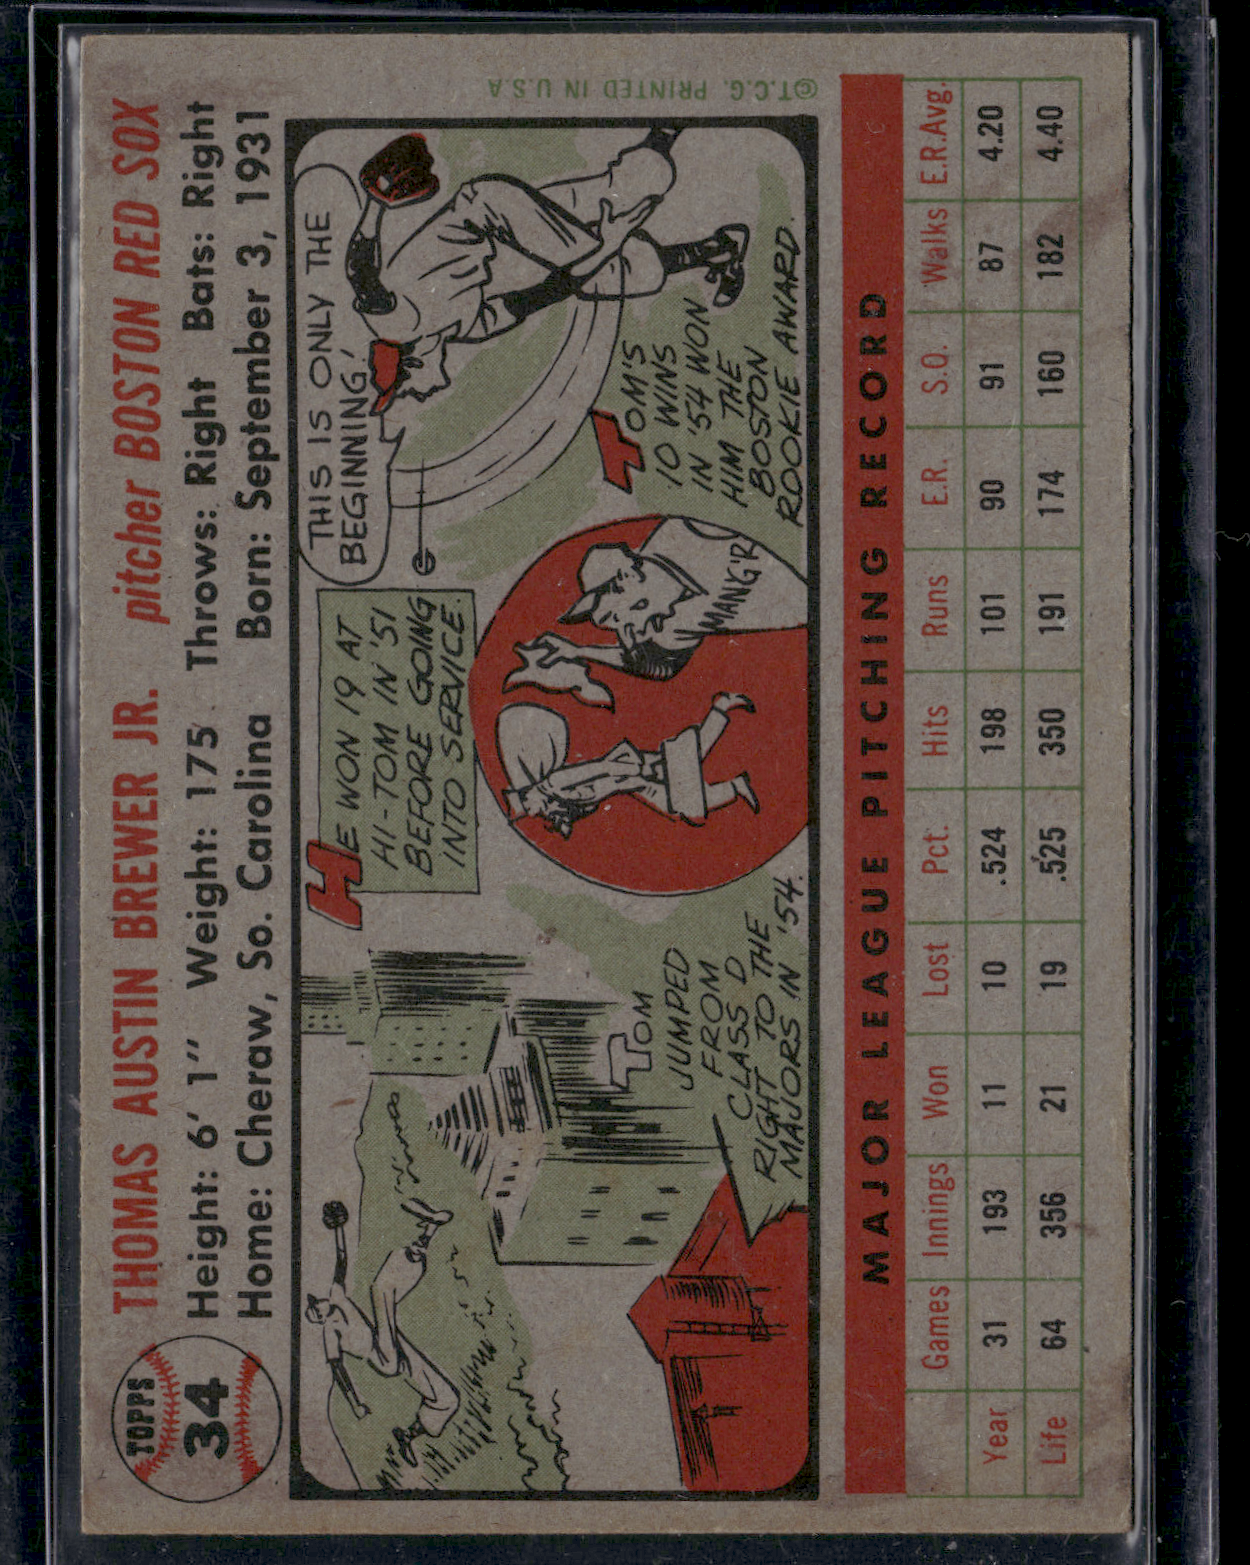 TOPPS
34
THOMAS AUSTIN BREWER JR. pitcher BOSTON RED SOX
Height: 6' 1" Weight: 175 Throws: Right Bats: Right
Home: Cheraw, So. Carolina Born: September 3, 1931
TOM
JUMPED
FROM
CLASS D
RIGHT TO THE
MAJORS IN '54.
HE WON 19 AT
HI-TOM IN '51
BEFORE GOING
INTO SERVICE.
MANG'R
THIS IS ONLY THE
BEGINNING!
TOM'S
10 WINS
IN '54 WON
HIM THE
BOSTON
ROOKIE AWARD.
©T.C.G. PRINTED IN U.S.A
MAJOR LEAGUE PITCHING RECORD
Games Innings Won Lost Pct. Hits Runs E.R. S.O. Walks E.R.Avg.
Year 31 193 11 10 .524 198 101 90 91 87 4.20
Life 64 356 21 19 .525 350 191 174 160 182 4.40